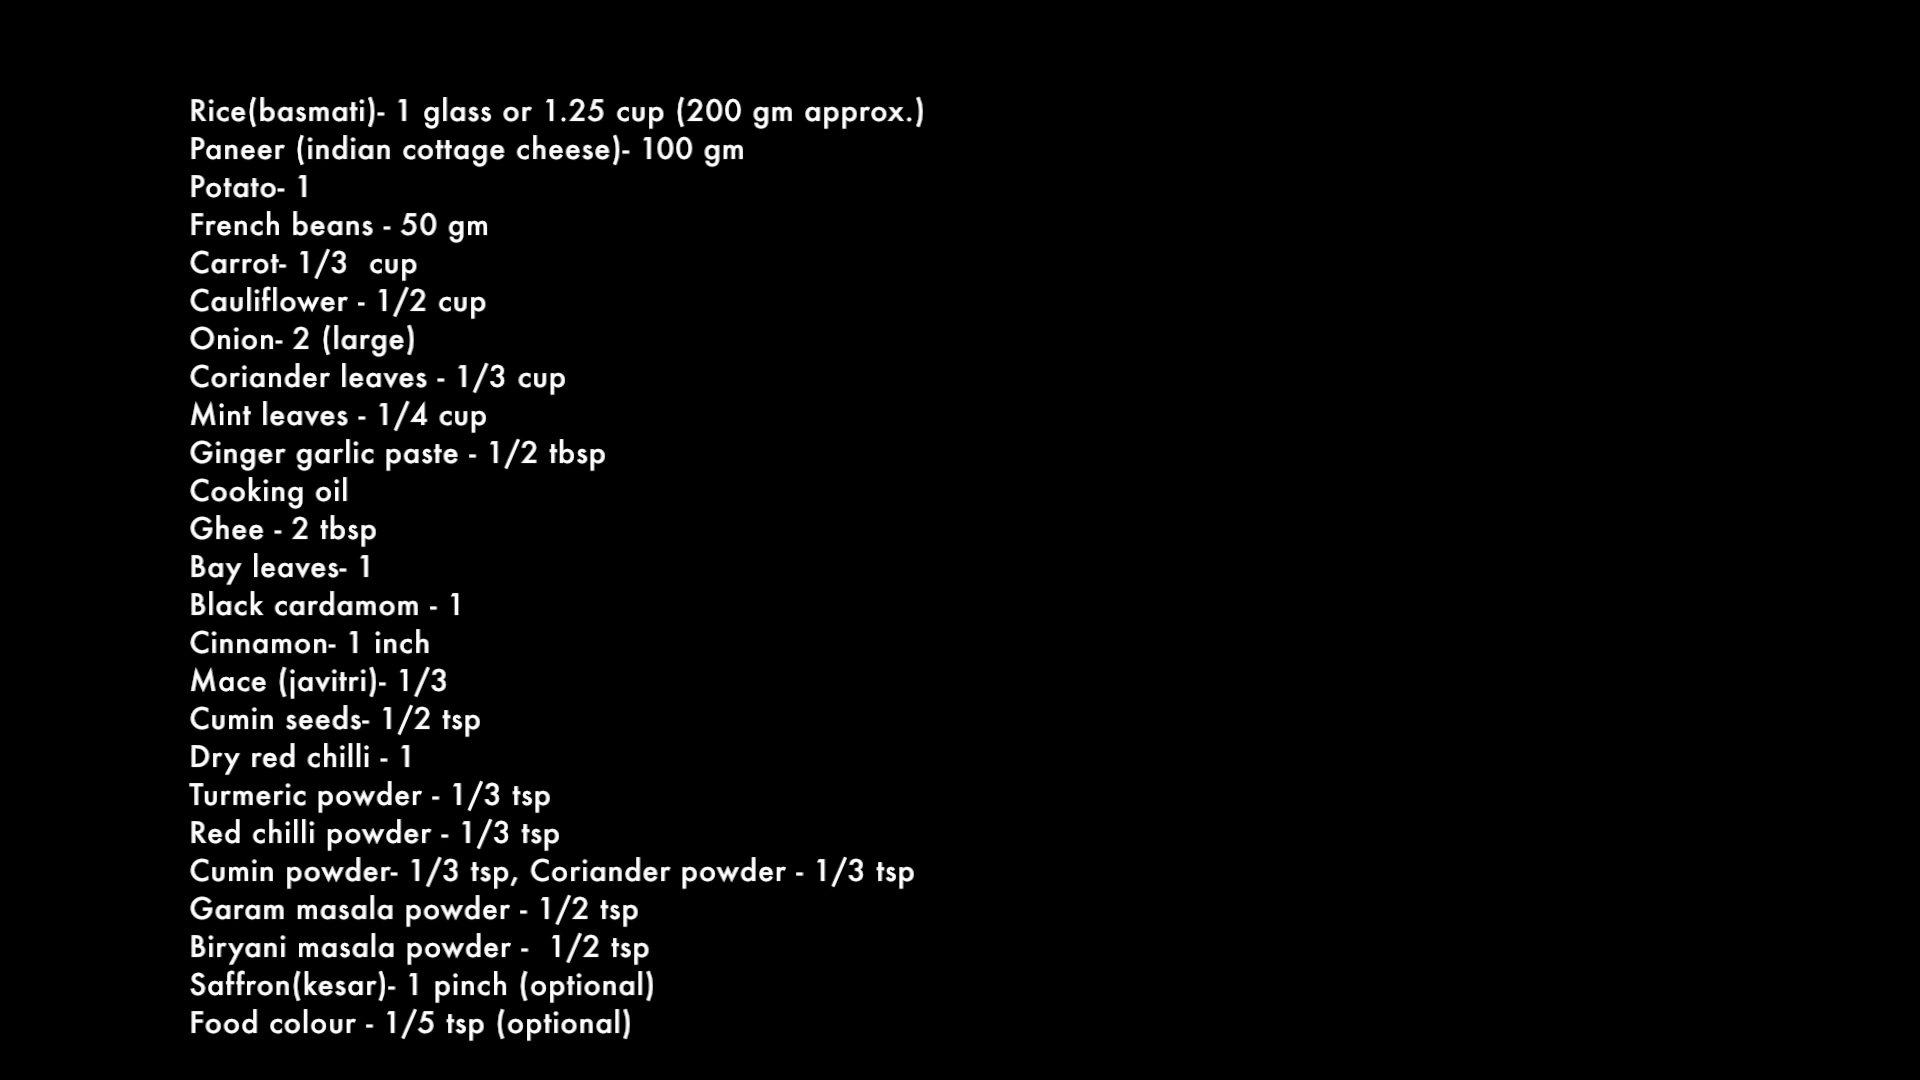 Rice(basmati)- 1 glass or 1.25 cup (200 gm approx.)
Paneer (indian cottage cheese)- 100 gm
Potato- 1
French beans - 50 gm
Carrot- 1/3  cup
Cauliflower - 1/2 cup
Onion- 2 (large)
Coriander leaves - 1/3 cup
Mint leaves - 1/4 cup
Ginger garlic paste - 1/2 tbsp
Cooking oil
Ghee - 2 tbsp
Bay leaves- 1
Black cardamom - 1
Cinnamon- 1 inch
Mace (javitri)- 1/3
Cumin seeds- 1/2 tsp
Dry red chilli - 1
Turmeric powder - 1/3 tsp
Red chilli powder - 1/3 tsp
Cumin powder- 1/3 tsp, Coriander powder - 1/3 tsp
Garam masala powder - 1/2 tsp
Biryani masala powder -  1/2 tsp
Saffron(kesar)- 1 pinch (optional)
Food colour - 1/5 tsp (optional)